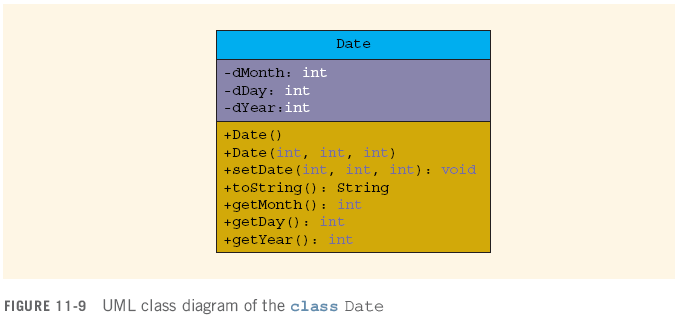 Date
-dMonth: int
-dDay: int
-dYear:int
+Date()
+Date(int, int, int)
+setDate(int, int, int): void
+toString(): String
+getMonth(): int
+getDay(): int
+getYear(): int
FIGURE 11-9 UML class diagram of the class Date